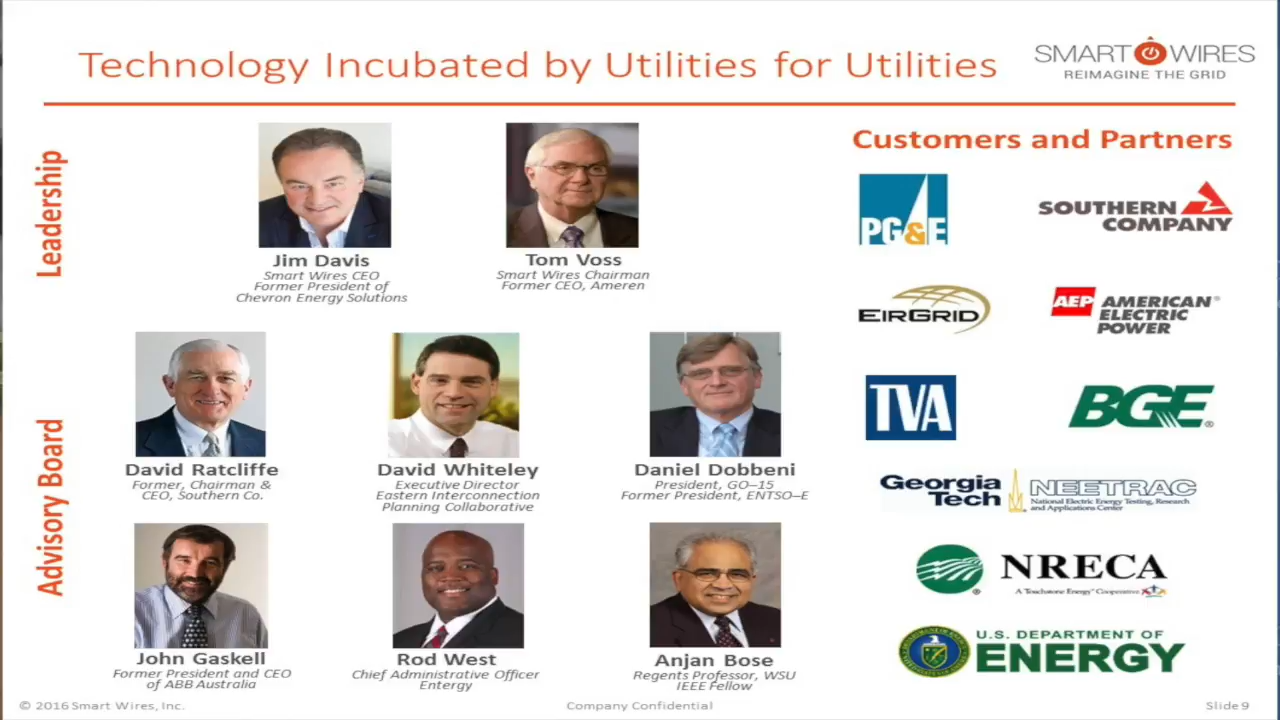 Technology Incubated by Utilities for Utilities
SMART WIRES
REIMAGINE THE GRID
Leadership
Jim Davis
Smart Wires CEO
Former President of
Chevron Energy Solutions
Tom Voss
Smart Wires Chairman
Former CEO, Ameren
Advisory Board
David Ratcliffe
Former, Chairman &
CEO, Southern Co.
David Whiteley
Executive Director
Eastern Interconnection
Planning Collaborative
Daniel Dobbeni
President, GO–15
Former President, ENTSO–E
John Gaskell
Former President and CEO
of ABB Australia
Rod West
Chief Administrative Officer
Entergy
Anjan Bose
Regents Professor, WSU
IEEE Fellow
Customers and Partners
PG&E
SOUTHERN
COMPANY
EIRGRID
AEP
AMERICAN®
ELECTRIC
POWER
TVA
BGE®
Georgia
Tech
NEETRAC
National Electric Energy Testing, Research
and Applications Center
®
NRECA
A Touchstone Energy® Cooperative
U.S. DEPARTMENT OF
ENERGY
© 2016 Smart Wires, Inc.
Company Confidential
Slide 9